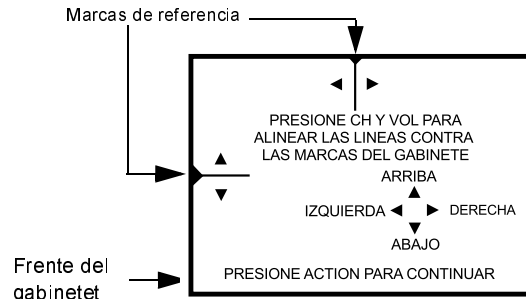 Marcas de referencia
PRESIONE CH Y VOL PARA
ALINEAR LAS LINEAS CONTRA
LAS MARCAS DEL GABINETE
ARRIBA
IZQUIERDA
DERECHA
ABAJO
PRESIONE ACTION PARA CONTINUAR
Frente del
gabinetet